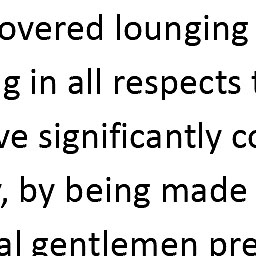 overed lounging
g in all respects t
ve significantly co
, by being made
al gentlemen pre